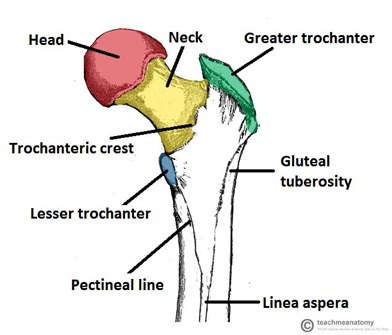 Head
Neck
Greater trochanter
Trochanteric crest
Gluteal
tuberosity
Lesser trochanter
Pectineal line
Linea aspera
teachmeanatomy